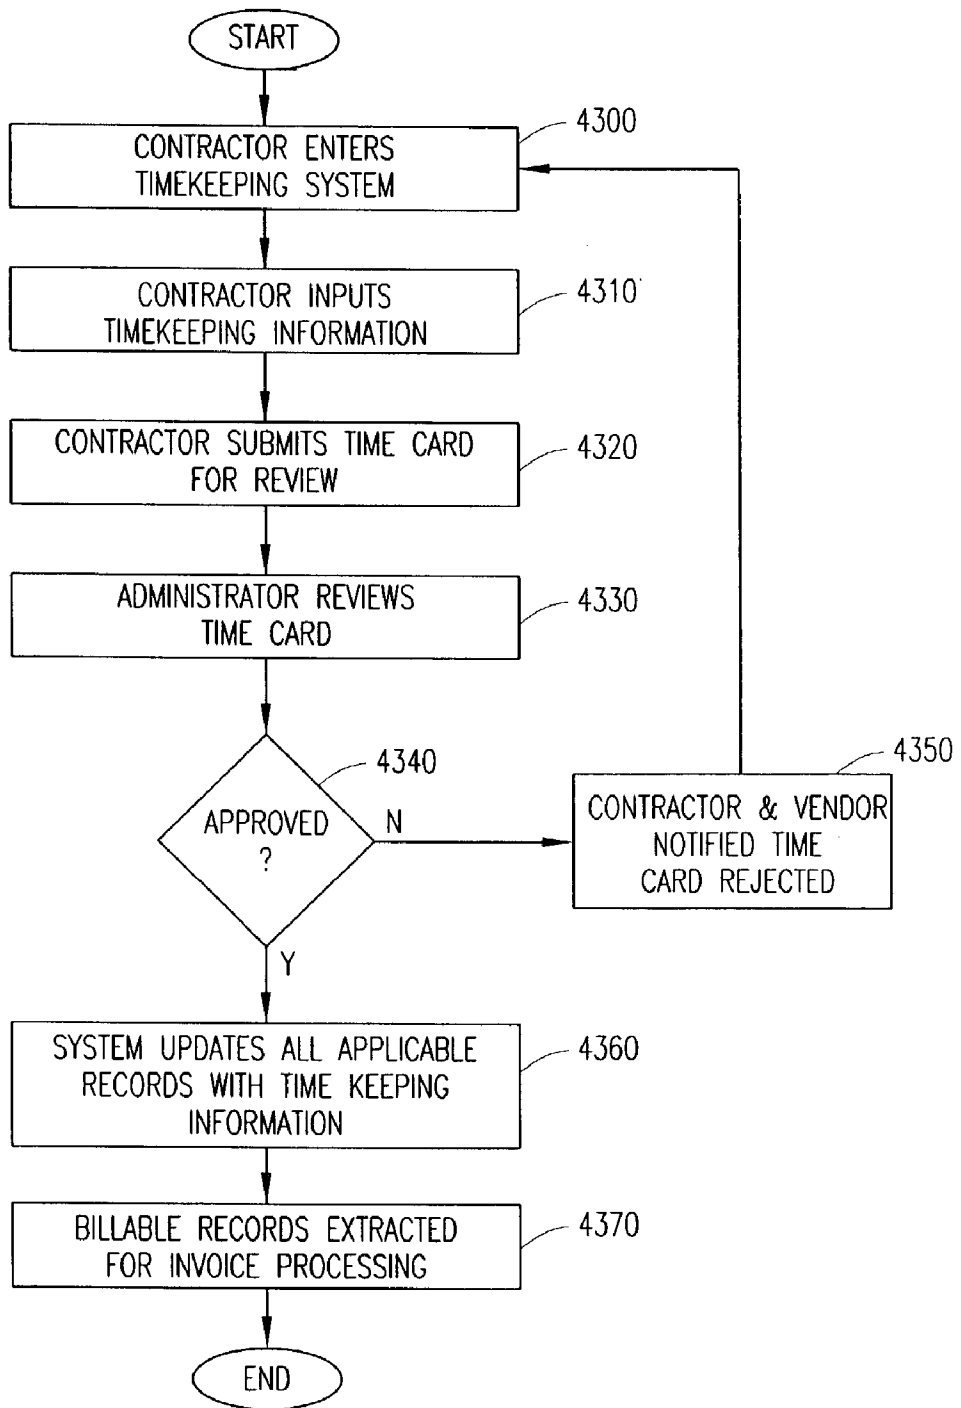 START
4300
CONTRACTOR ENTERS
TIMEKEEPING SYSTEM
4310
CONTRACTOR INPUTS
TIMEKEEPING INFORMATION
4320
CONTRACTOR SUBMITS TIME CARD
FOR REVIEW
4330
ADMINISTRATOR REVIEWS
TIME CARD
4340
APPROVED
?
N
4350
CONTRACTOR & VENDOR
NOTIFIED TIME
CARD REJECTED
Y
4360
SYSTEM UPDATES ALL APPLICABLE
RECORDS WITH TIME KEEPING
INFORMATION
4370
BILLABLE RECORDS EXTRACTED
FOR INVOICE PROCESSING
END